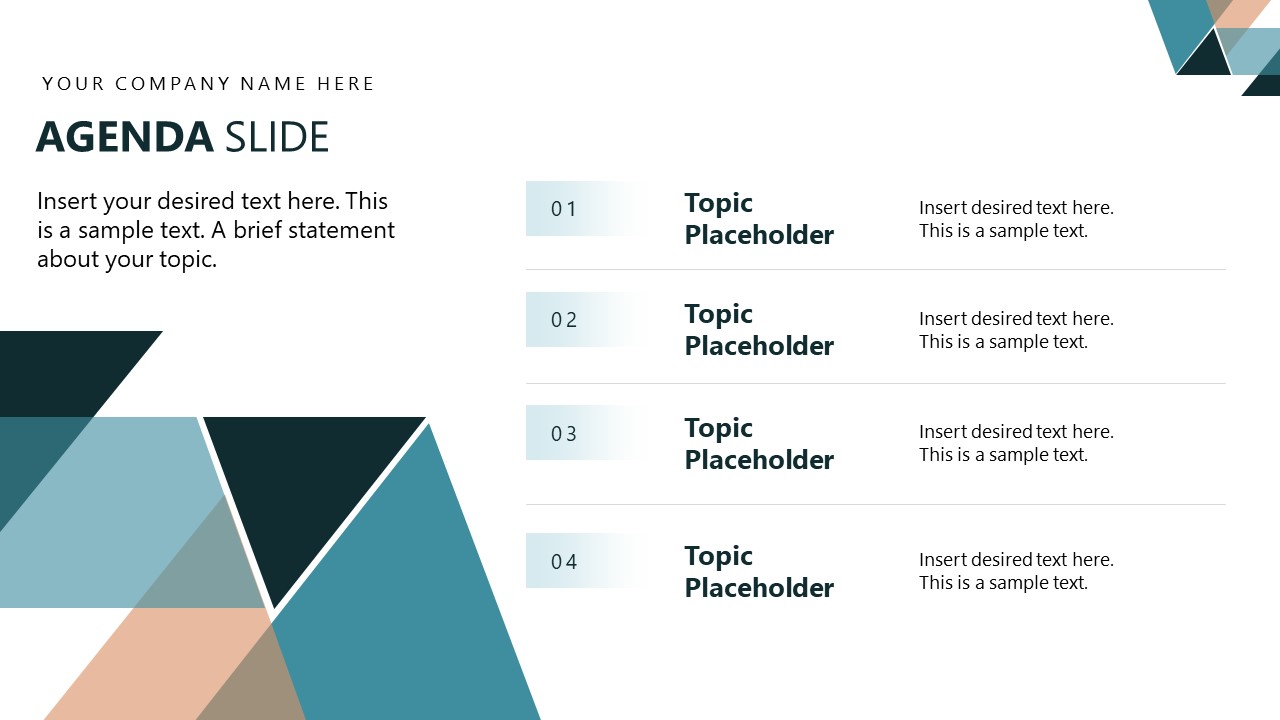 YOUR COMPANY NAME HERE
AGENDA SLIDE
Insert your desired text here. This
is a sample text. A brief statement
about your topic.
01
Topic
Placeholder
Insert desired text here.
This is a sample text.
02
Topic
Placeholder
Insert desired text here.
This is a sample text.
03
Topic
Placeholder
Insert desired text here.
This is a sample text.
04
Topic
Placeholder
Insert desired text here.
This is a sample text.